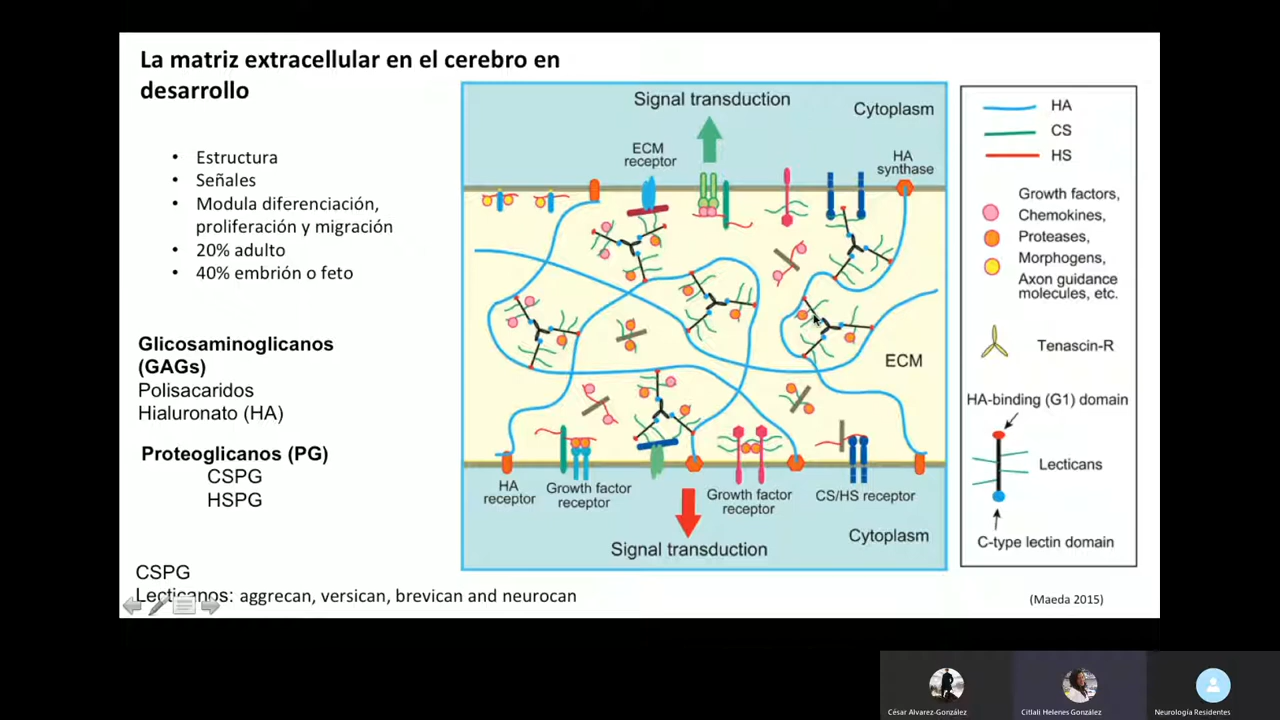 La matriz extracellular en el cerebro en
desarrollo
• Estructura
• Señales
• Modula diferenciación,
proliferación y migración
• 20% adulto
• 40% embrión o feto
Glicosaminoglicanos
(GAGs)
Polisacaridos
Hialuronato (HA)
Proteoglicanos (PG)
CSPG
HSPG
CSPG
Lecticanos: aggrecan, versican, brevican and neurocan
Signal transduction
Cytoplasm
ECM
receptor
HA
synthase
ECM
HA
receptor
Growth factor
receptor
Growth factor
receptor
CS/HS receptor
Signal transduction
Cytoplasm
HA
CS
HS
Growth factors,
Chemokines,
Proteases,
Morphogens,
Axon guidance
molecules, etc.
Tenascin-R
HA-binding (G1) domain
Lecticans
C-type lectin domain
(Maeda 2015)
César Alvarez-González
Citlali Helenes González
Neurología Residentes